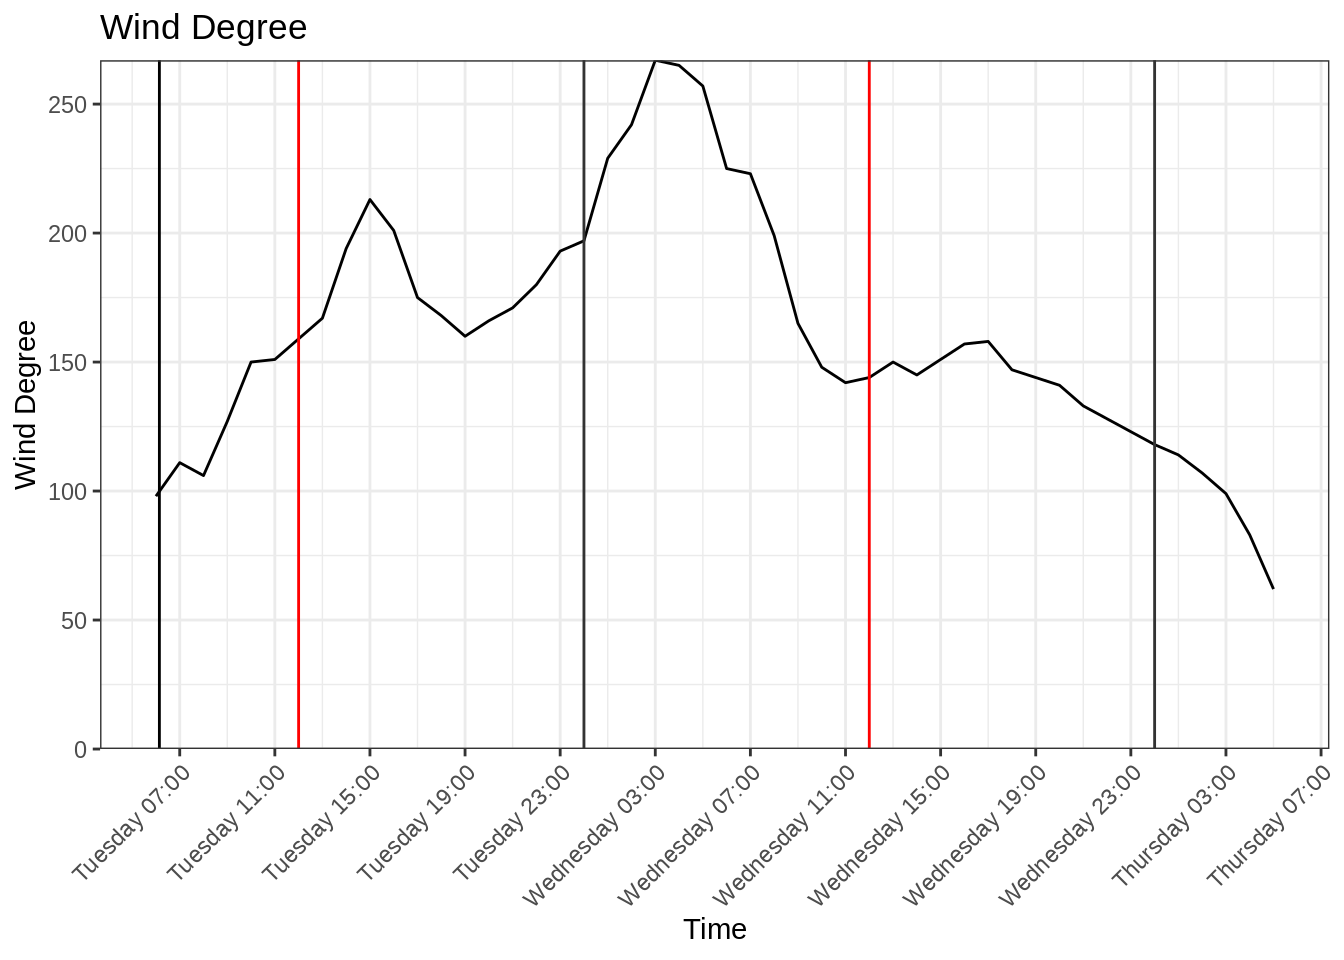 Wind Degree
Wind Degree
250
200
150
100
50
0
Tuesday 07:00
Tuesday 11:00
Tuesday 15:00
Tuesday 19:00
Tuesday 23:00
Wednesday 03:00
Wednesday 07:00
Wednesday 11:00
Wednesday 15:00
Wednesday 19:00
Wednesday 23:00
Thursday 03:00
Thursday 07:00
Time